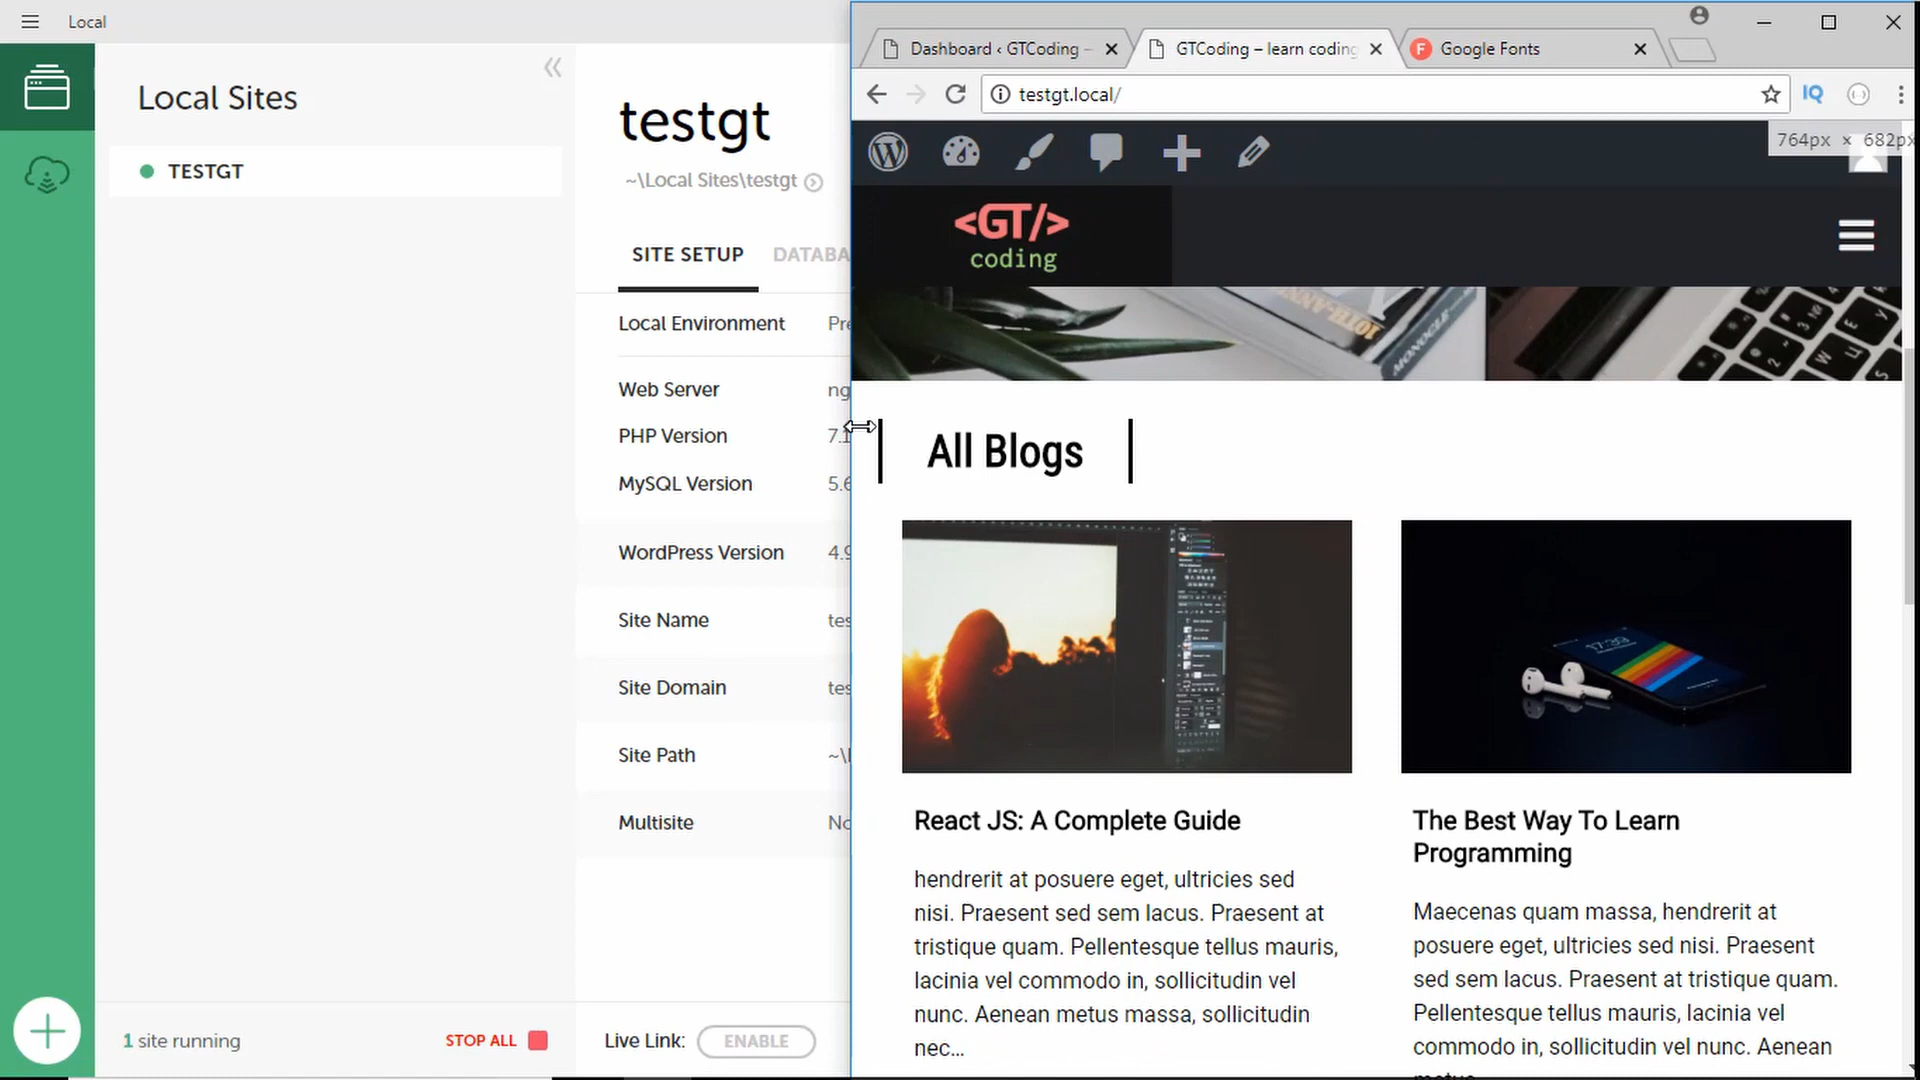 Local
Local Sites
TESTGT
1 site running
STOP ALL
testgt
~\Local Sites\testgt
SITE SETUP
DATABA
Local Environment
Pre
Web Server
ng
PHP Version
7.1
MySQL Version
5.6
WordPress Version
4.9
Site Name
tes
Site Domain
tes
Site Path
~\
Multisite
No
Live Link:
ENABLE
Dashboard ‹ GTCoding –
GTCoding – learn coding
Google Fonts
testgt.local/
IQ
764px × 682px
<GT/>
coding
10TH-ANN
MONOCLE
All Blogs
17:39
React JS: A Complete Guide
hendrerit at posuere eget, ultricies sed
nisi. Praesent sed sem lacus. Praesent at
tristique quam. Pellentesque tellus mauris,
lacinia vel commodo in, sollicitudin vel
nunc. Aenean metus massa, sollicitudin
nec...
The Best Way To Learn
Programming
Maecenas quam massa, hendrerit at
posuere eget, ultricies sed nisi. Praesent
sed sem lacus. Praesent at tristique quam.
Pellentesque tellus mauris, lacinia vel
commodo in, sollicitudin vel nunc. Aenean